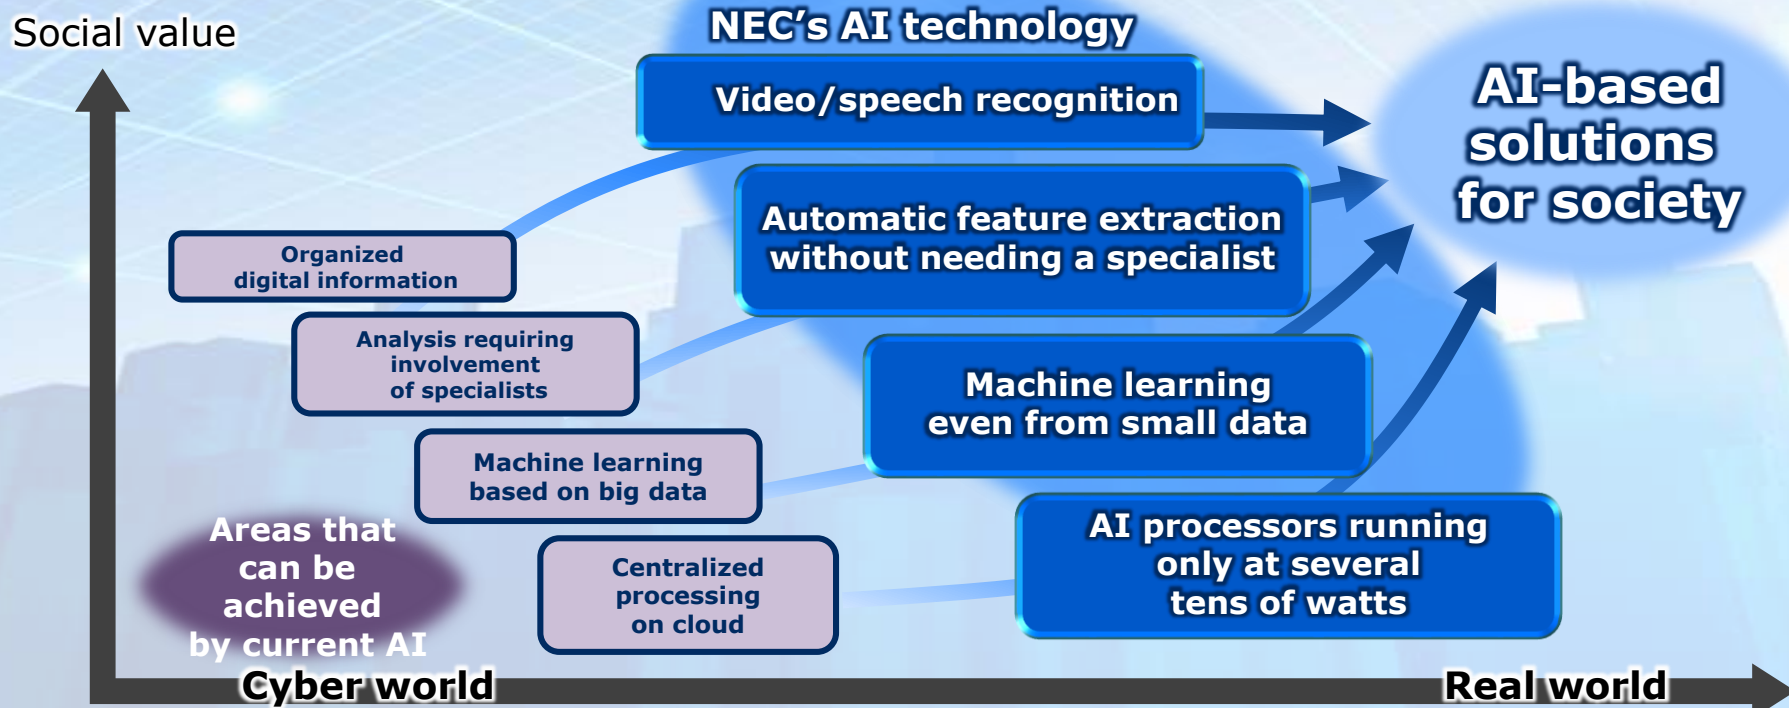 Social value
NEC’s AI technology
Video/speech recognition
AI-based
solutions
for society
Automatic feature extraction
without needing a specialist
Organized
digital information
Analysis requiring
involvement
of specialists
Machine learning
even from small data
Machine learning
based on big data
AI processors running
only at several
tens of watts
Areas that
can be
achieved
by current AI
Centralized
processing
on cloud
Cyber world
Real world